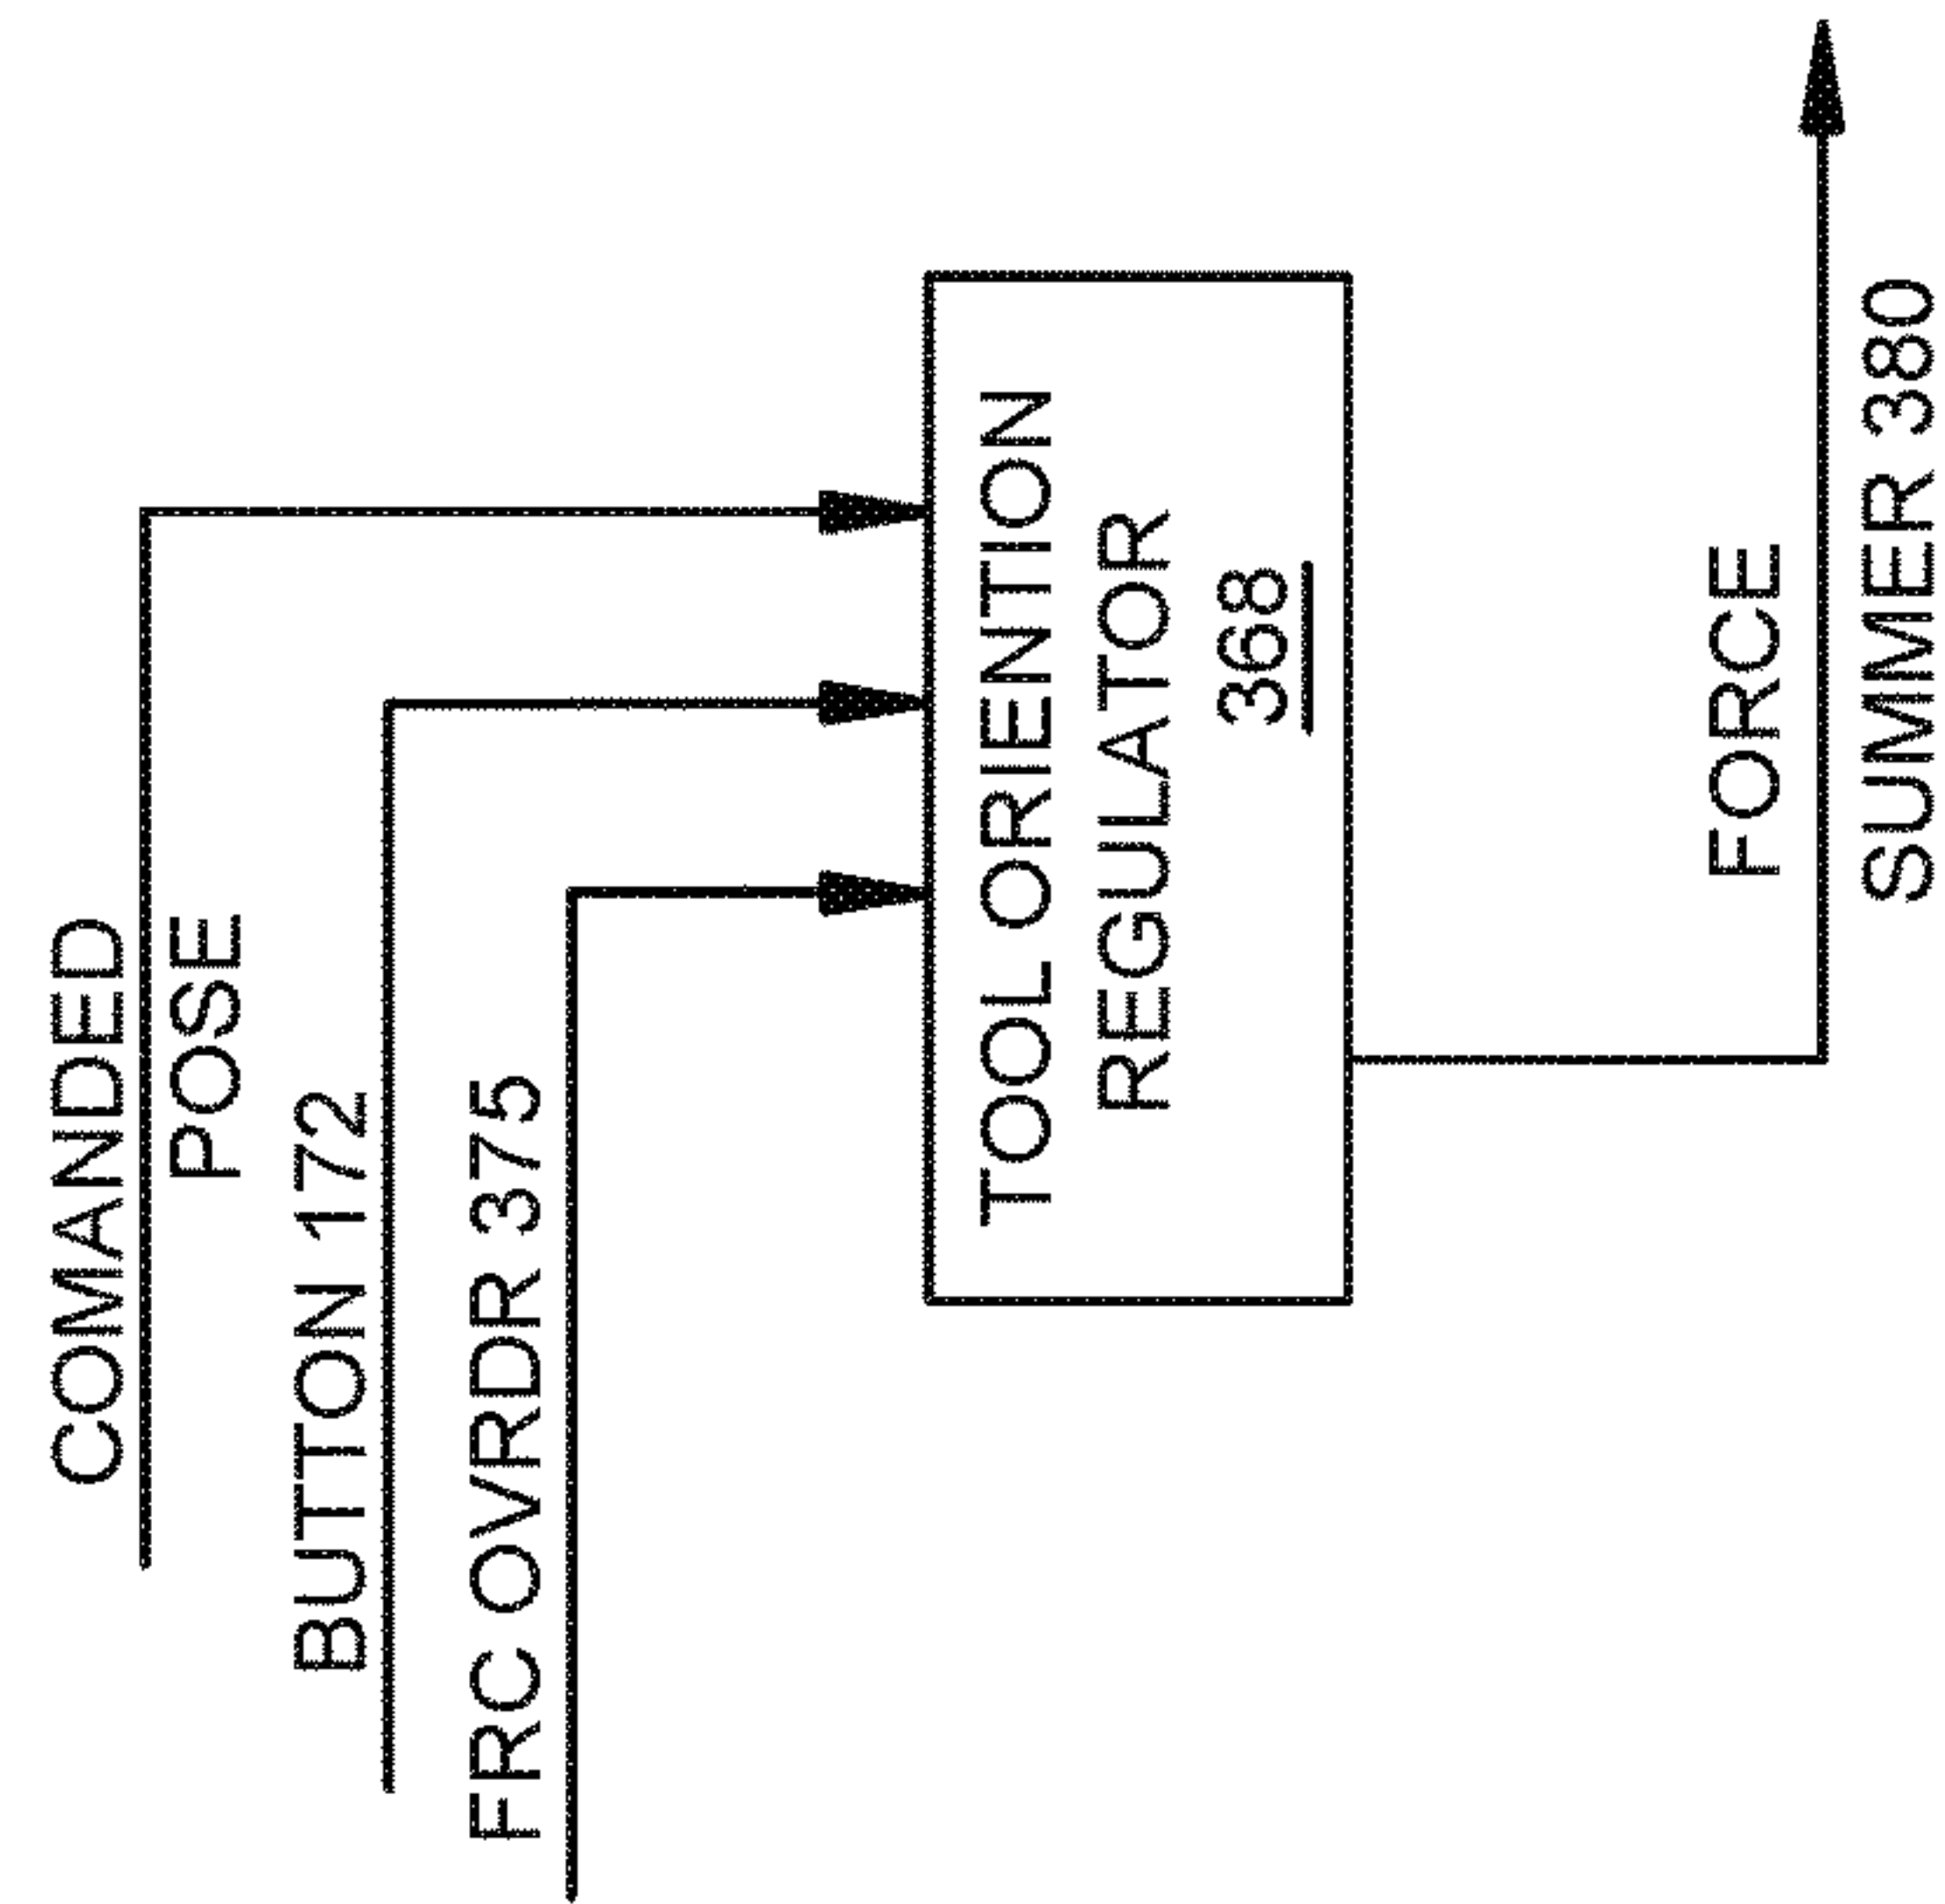 COMANDED
POSE
BUTTON 172
FRC OVRDR 375
TOOL ORIENTION
REGULATOR
368
FORCE
SUMMER 380